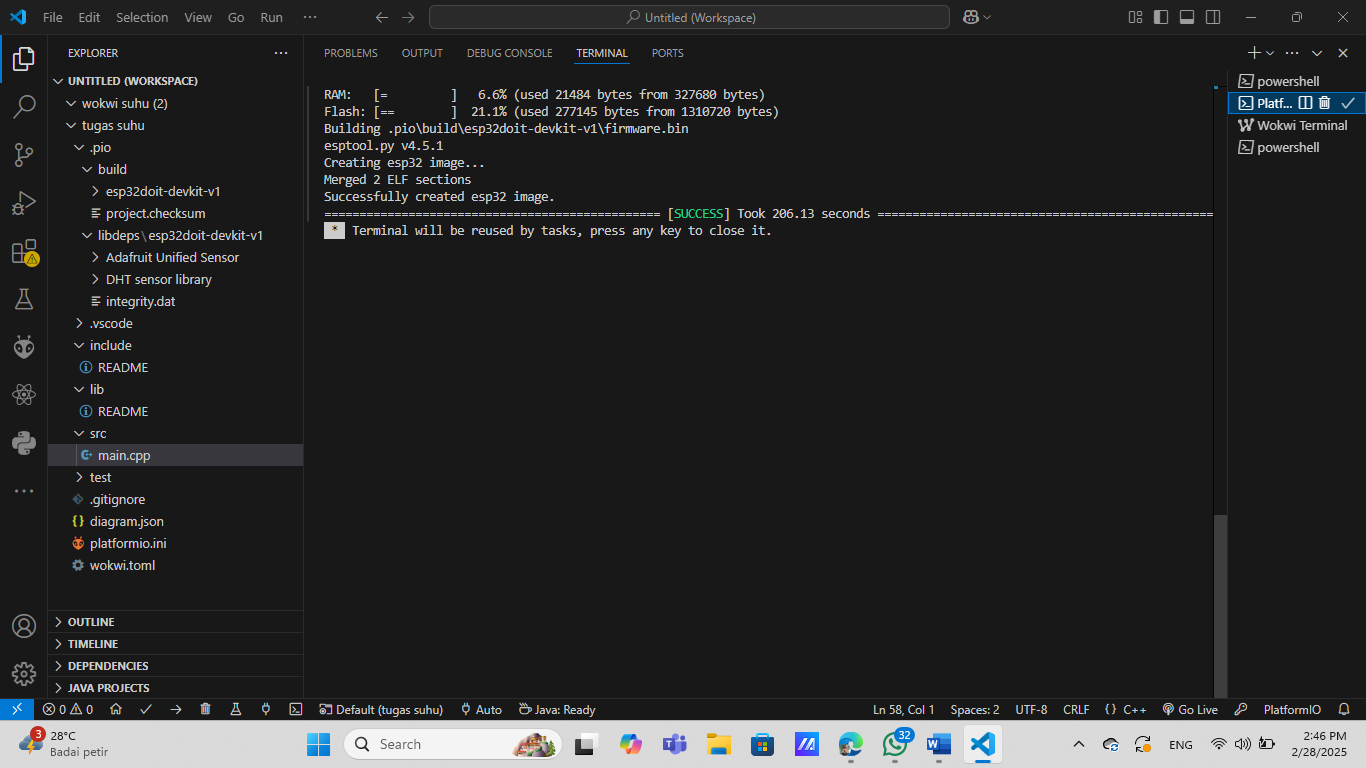 File Edit Selection View Go Run ··· Untitled (Workspace)
EXPLORER
UNTITLED (WORKSPACE)
wokwi suhu (2)
tugas suhu
.pio
build
esp32doit-devkit-v1
project.checksum
libdeps\esp32doit-devkit-v1
Adafruit Unified Sensor
DHT sensor library
integrity.dat
.vscode
include
README
lib
README
src
main.cpp
test
.gitignore
diagram.json
platformio.ini
wokwi.toml
OUTLINE
TIMELINE
DEPENDENCIES
JAVA PROJECTS
PROBLEMS OUTPUT DEBUG CONSOLE TERMINAL PORTS
RAM:   [=         ]   6.6% (used 21484 bytes from 327680 bytes)
Flash: [==        ]  21.1% (used 277145 bytes from 1310720 bytes)
Building .pio\build\esp32doit-devkit-v1\firmware.bin
esptool.py v4.5.1
Creating esp32 image...
Merged 2 ELF sections
Successfully created esp32 image.
================================================ [SUCCESS] Took 206.13 seconds ================================================
* Terminal will be reused by tasks, press any key to close it.
powershell
Platf...
Wokwi Terminal
powershell
0 0 Default (tugas suhu) Auto Java: Ready Ln 58, Col 1 Spaces: 2 UTF-8 CRLF {} C++ Go Live PlatformIO
3 28°C
Badai petir
Search
32
ENG
2:46 PM
2/28/2025